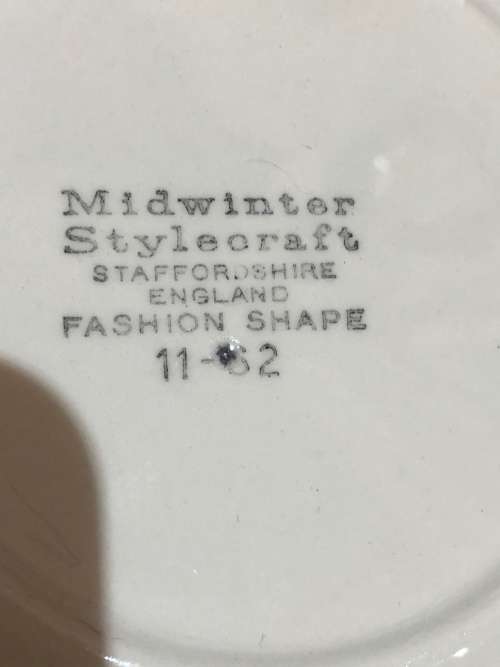 Midwinter
Stylecraft
STAFFORDSHIRE
ENGLAND
FASHION SHAPE
11-62